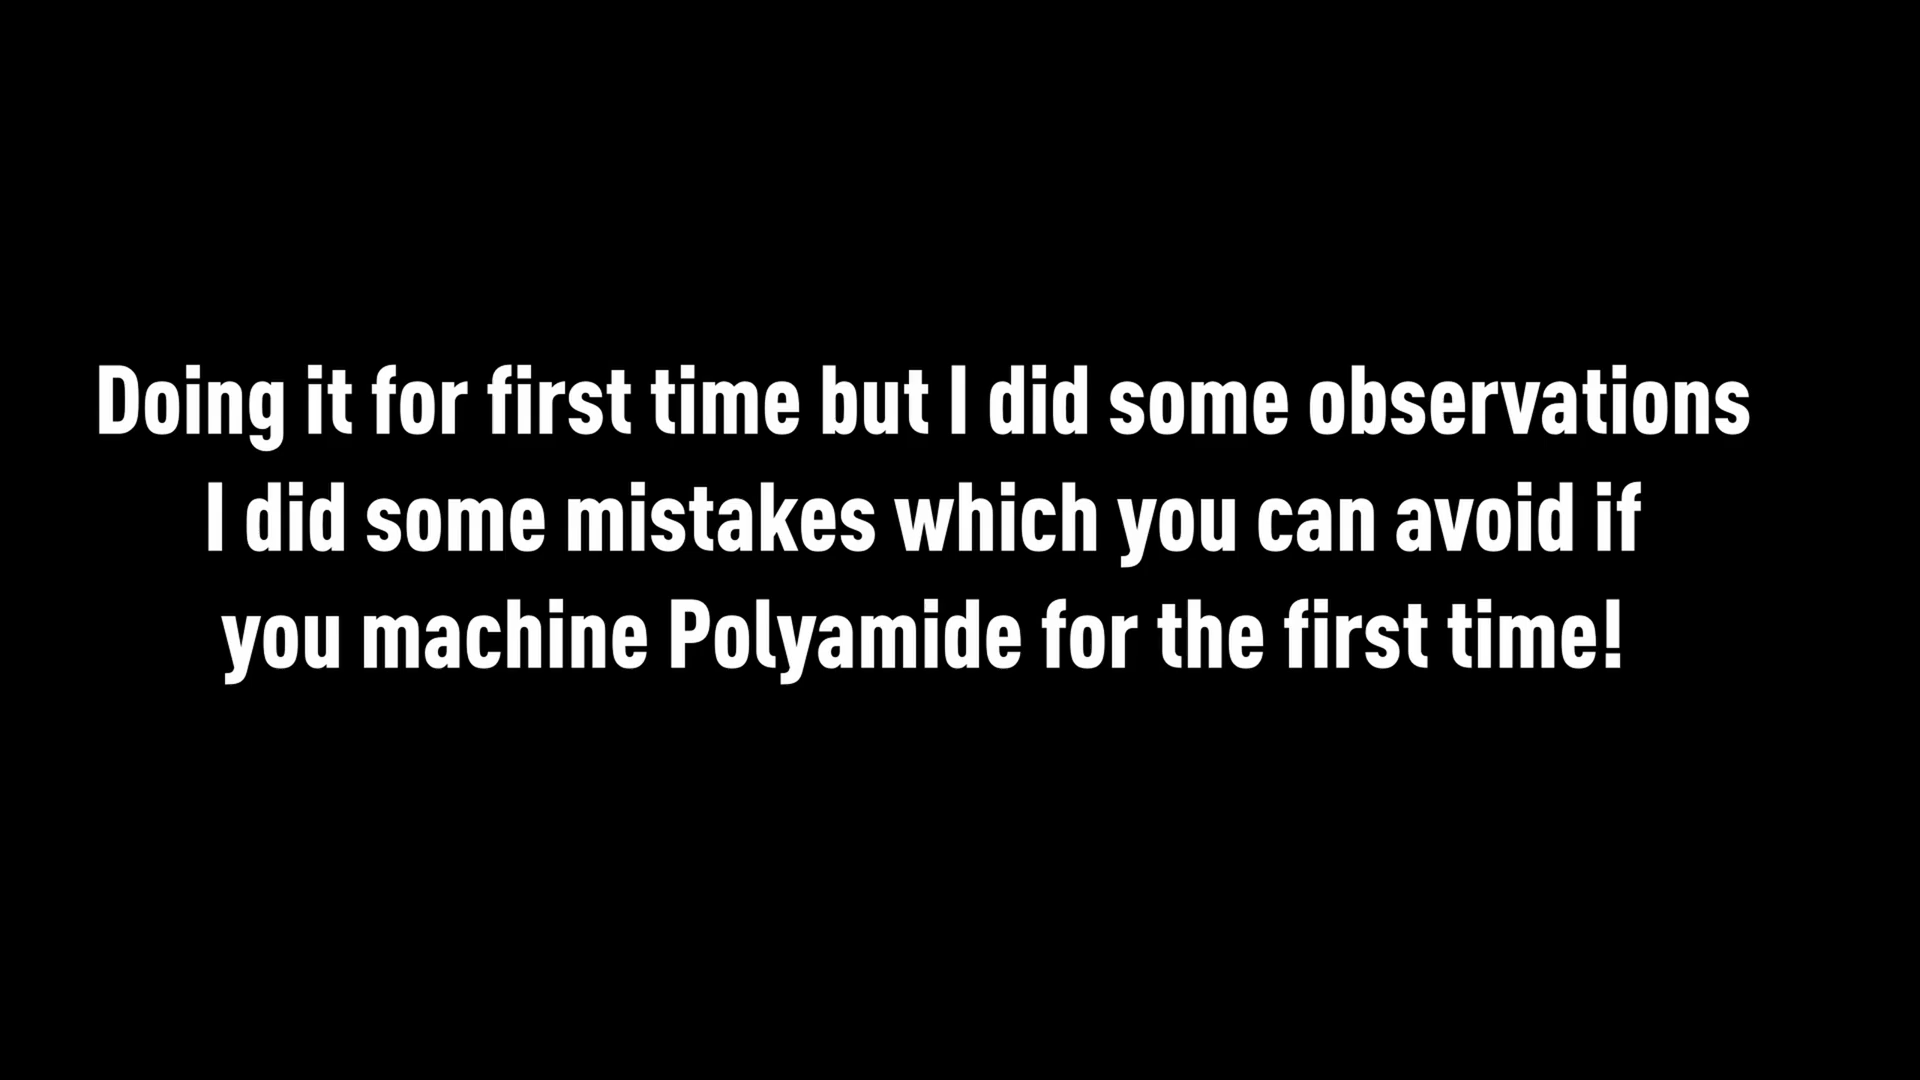 Doing it for first time but I did some observations
I did some mistakes which you can avoid if
you machine Polyamide for the first time!